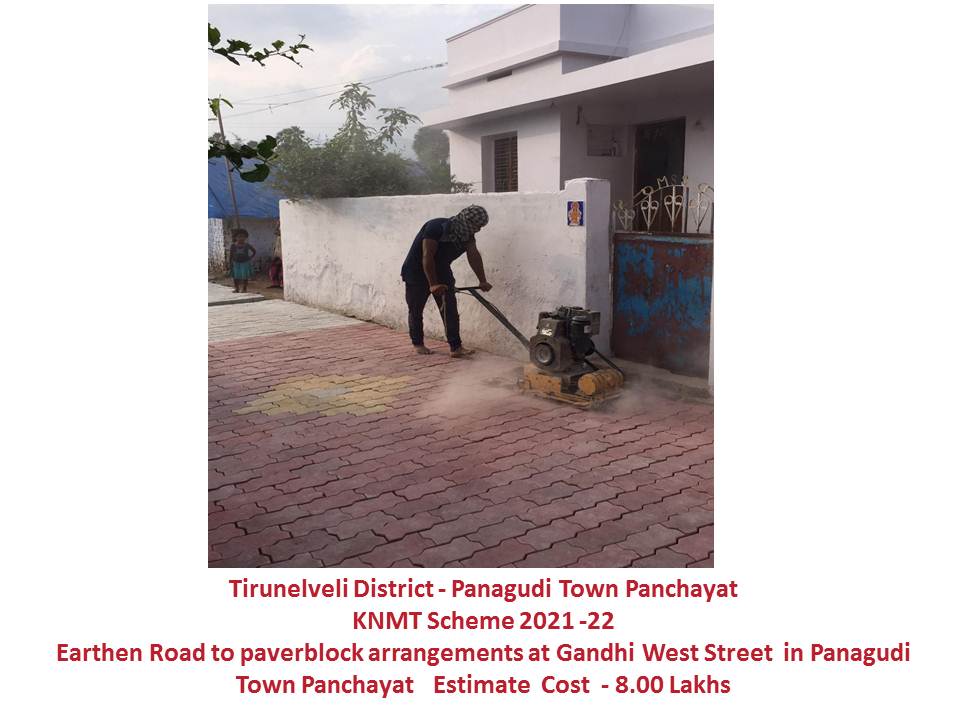 Tirunelveli District - Panagudi Town Panchayat
KNMT Scheme 2021 -22
Earthen Road to paverblock arrangements at Gandhi West Street in Panagudi
Town Panchayat Estimate Cost - 8.00 Lakhs